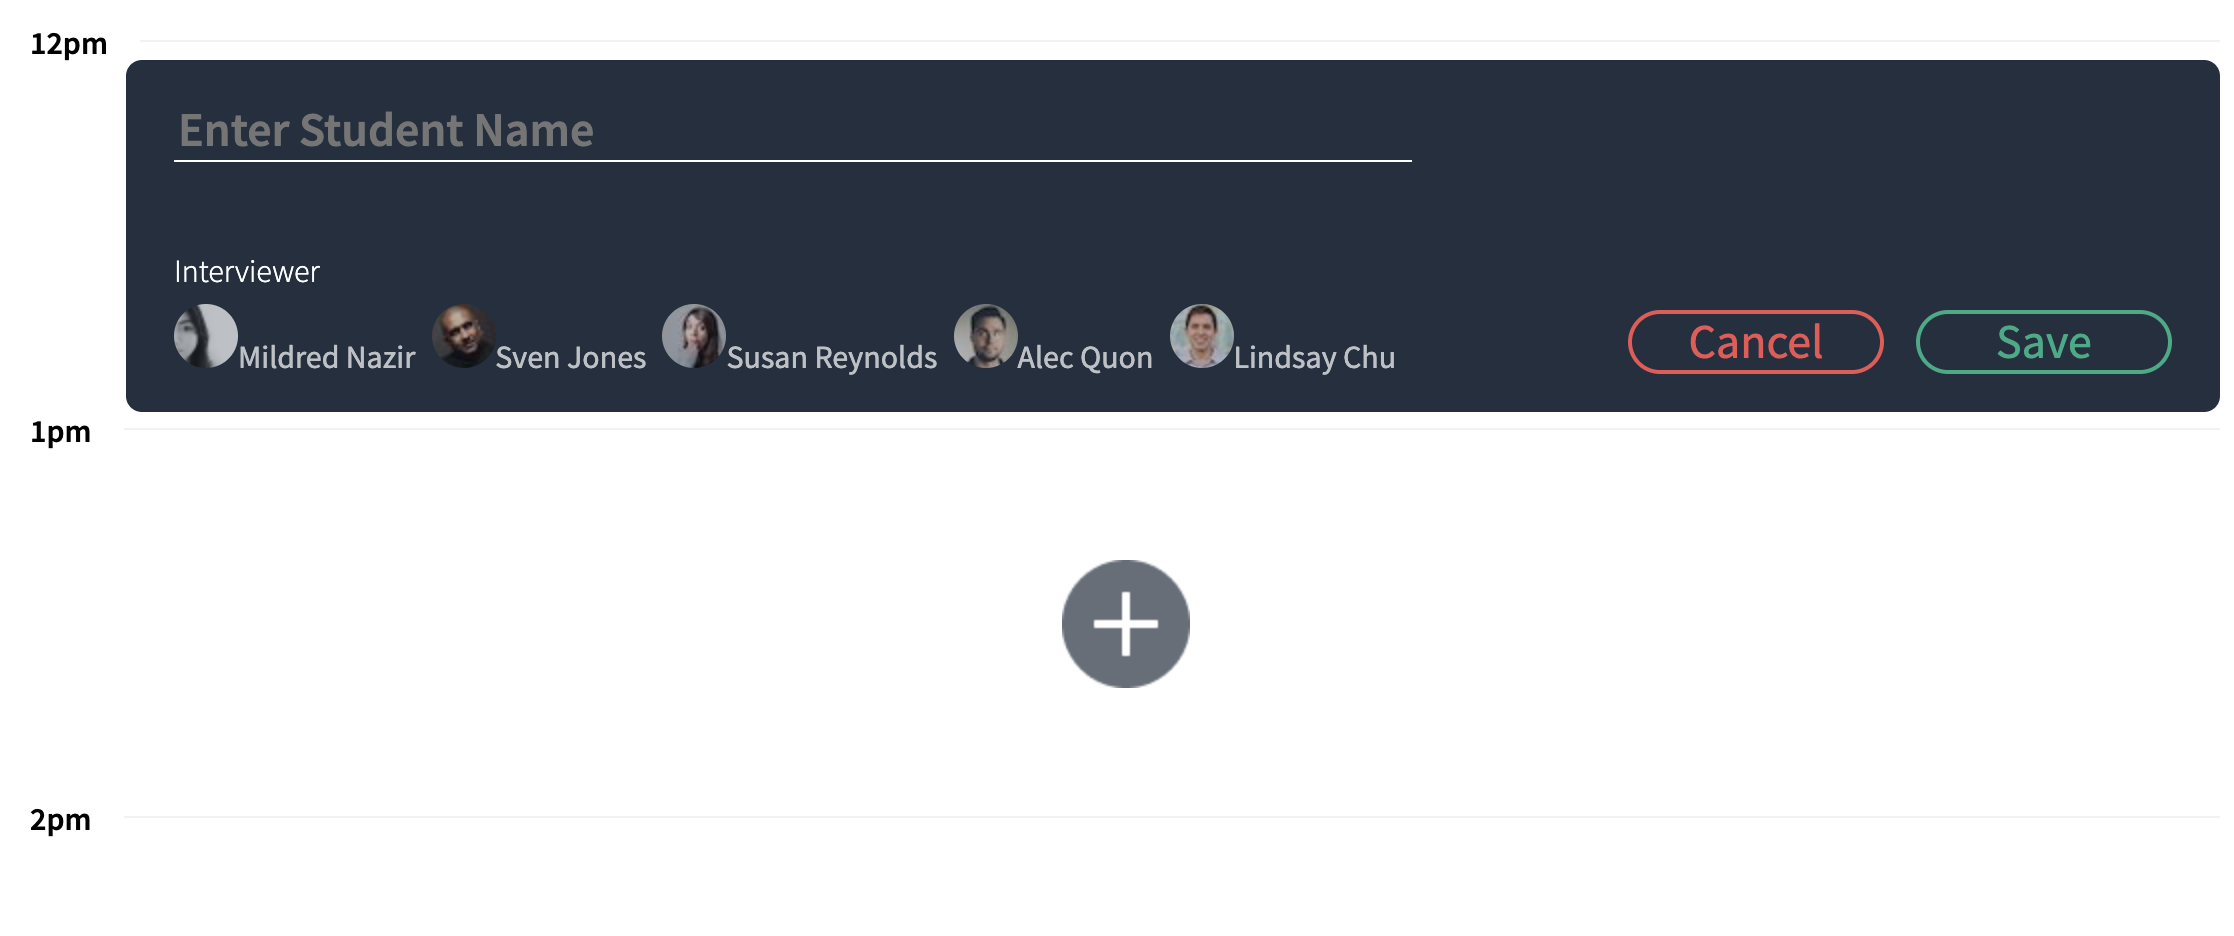 12pm
Enter Student Name
Interviewer
Mildred Nazir Sven Jones Susan Reynolds Alec Quon Lindsay Chu Cancel Save
1pm
2pm